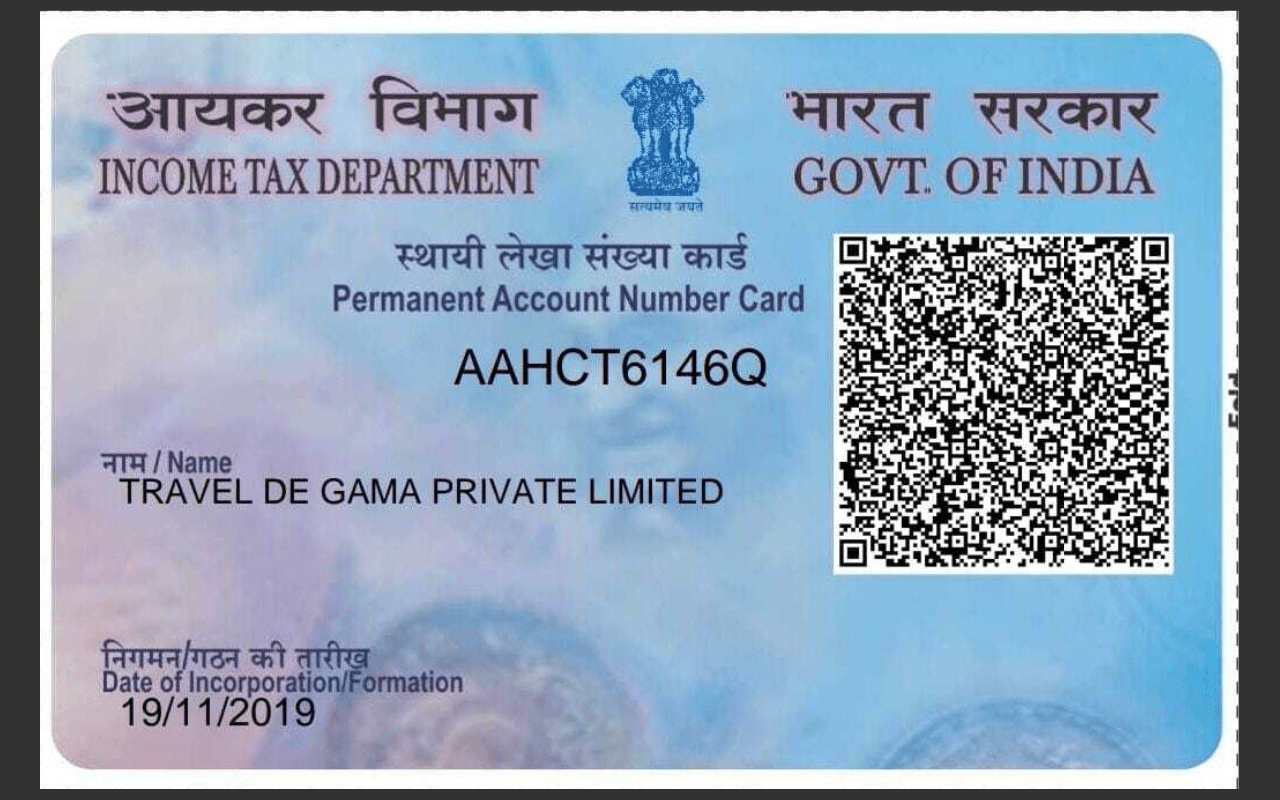 आयकर विभाग
INCOME TAX DEPARTMENT
सत्यमेव जयते
भारत सरकार
GOVT. OF INDIA
स्थायी लेखा संख्या कार्ड
Permanent Account Number Card
AAHCT6146Q
नाम / Name
TRAVEL DE GAMA PRIVATE LIMITED
निगमन/गठन की तारीख
Date of Incorporation/Formation
19/11/2019